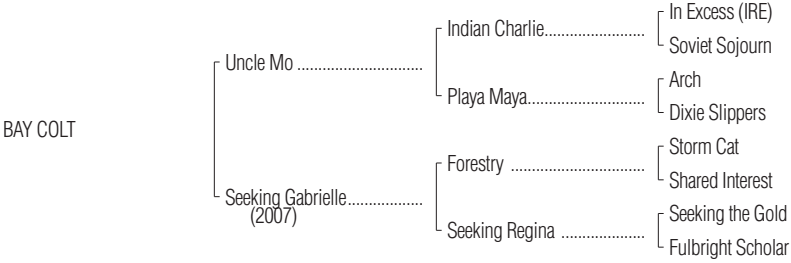 In Excess (IRE)
Indian Charlie.......................
Soviet Sojourn
Uncle Mo ..............................
Arch
Playa Maya............................
Dixie Slippers
BAY COLT
Storm Cat
Forestry ................................
Shared Interest
Seeking Gabrielle..................
(2007)
Seeking the Gold
Seeking Regina ....................
Fulbright Scholar